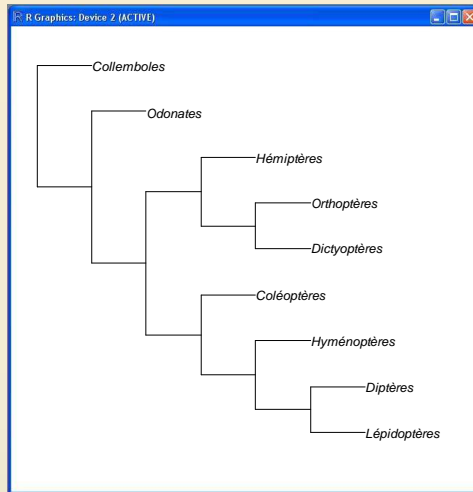 R Graphics: Device 2 (ACTIVE)
Collemboles
Odonates
Hémiptères
Orthoptères
Dictyoptères
Coléoptères
Hyménoptères
Diptères
Lépidoptères